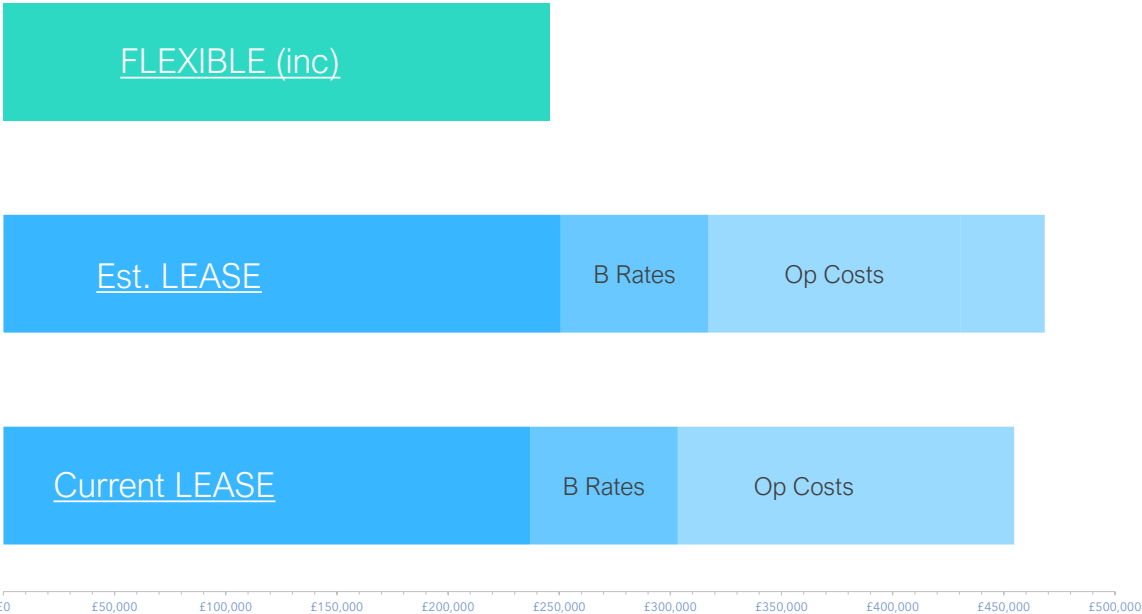 FLEXIBLE (inc)
Est. LEASE
B Rates
Op Costs
Current LEASE
B Rates
Op Costs
£0 £50,000 £100,000 £150,000 £200,000 £250,000 £300,000 £350,000 £400,000 £450,000 £500,000